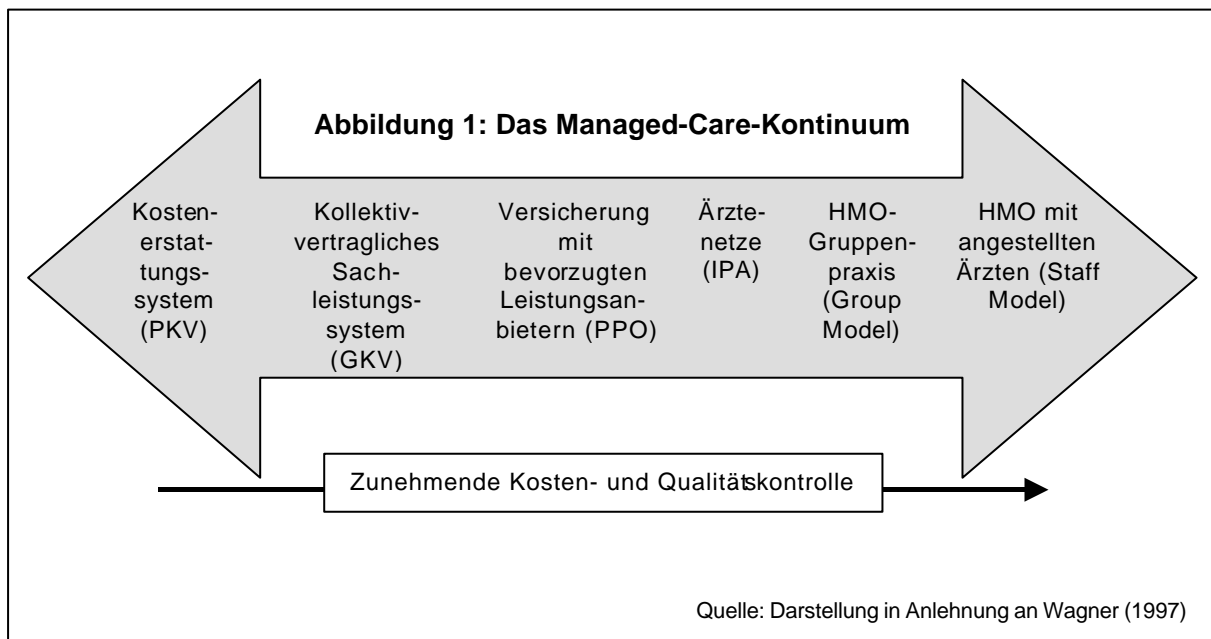 Abbildung 1: Das Managed-Care-Kontinuum
Kosten-
erstat-
tungs-
system
(PKV)
Kollektiv-
vertragliches
Sach-
leistungs-
system
(GKV)
Versicherung
mit
bevorzugten
Leistungsan-
bietern (PPO)
Ärzte-
netze
(IPA)
HMO-
Gruppen-
praxis
(Group
Model)
HMO mit
angestellten
Ärzten (Staff
Model)
Zunehmende Kosten- und Qualitätskontrolle
Quelle: Darstellung in Anlehnung an Wagner (1997)